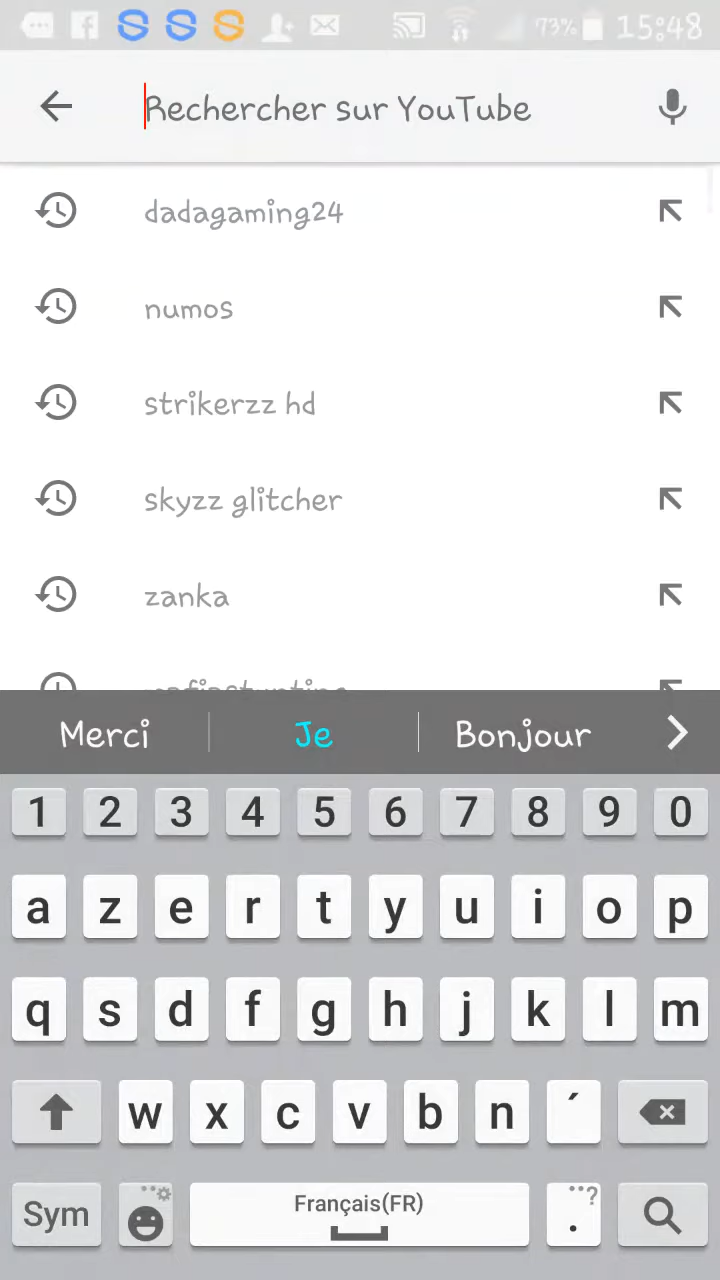 73% 15:48
Rechercher sur YouTube
dadagaming24
numos
strikerzz hd
skyzz glitcher
zanka
Merci Je Bonjour
1 2 3 4 5 6 7 8 9 0
a z e r t y u i o p
q s d f g h j k l m
w x c v b n ´
Sym Français(FR) . ?